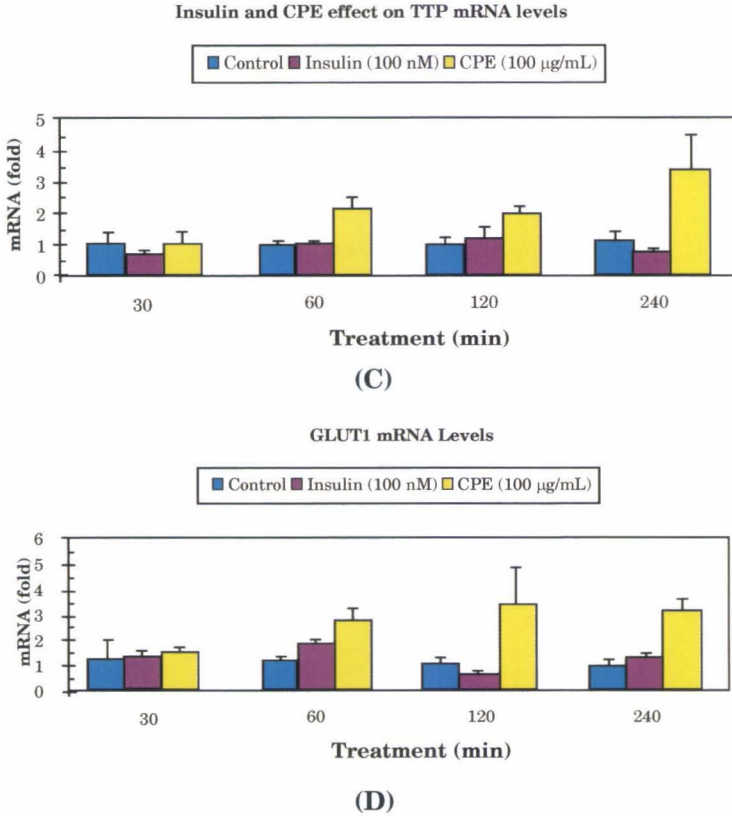 Insulin and CPE effect on TTP mRNA levels
Control Insulin (100 nM) CPE (100 µg/mL)
5
4
3
2
1
0
mRNA (fold)
30 60 120 240
Treatment (min)
(C)
GLUT1 mRNA Levels
Control Insulin (100 nM) CPE (100 µg/mL)
6
5
4
3
2
1
0
mRNA (fold)
30 60 120 240
Treatment (min)
(D)